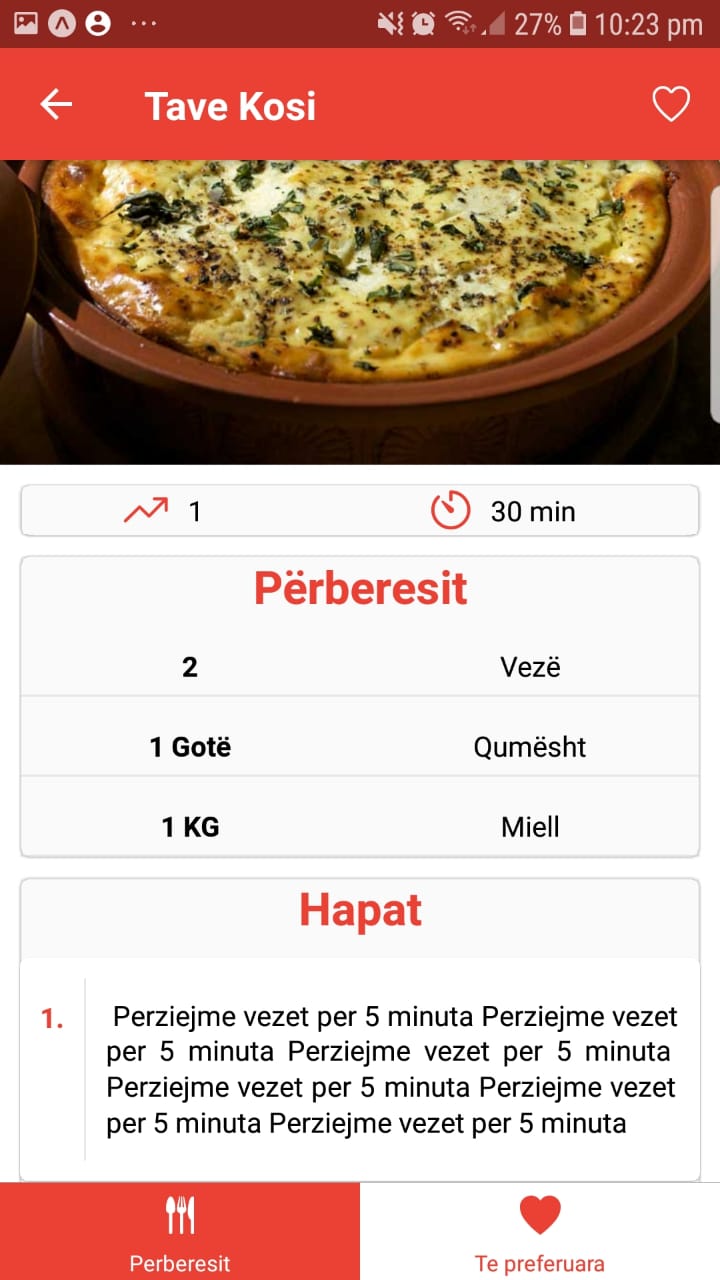 27% 10:23 pm
Tave Kosi
1 30 min
Përberesit
2 Vezë
1 Gotë Qumësht
1 KG Miell
Hapat
1. Perziejme vezet per 5 minuta Perziejme vezet
per 5 minuta Perziejme vezet per 5 minuta
Perziejme vezet per 5 minuta Perziejme vezet
per 5 minuta Perziejme vezet per 5 minuta
Perberesit Te preferuara